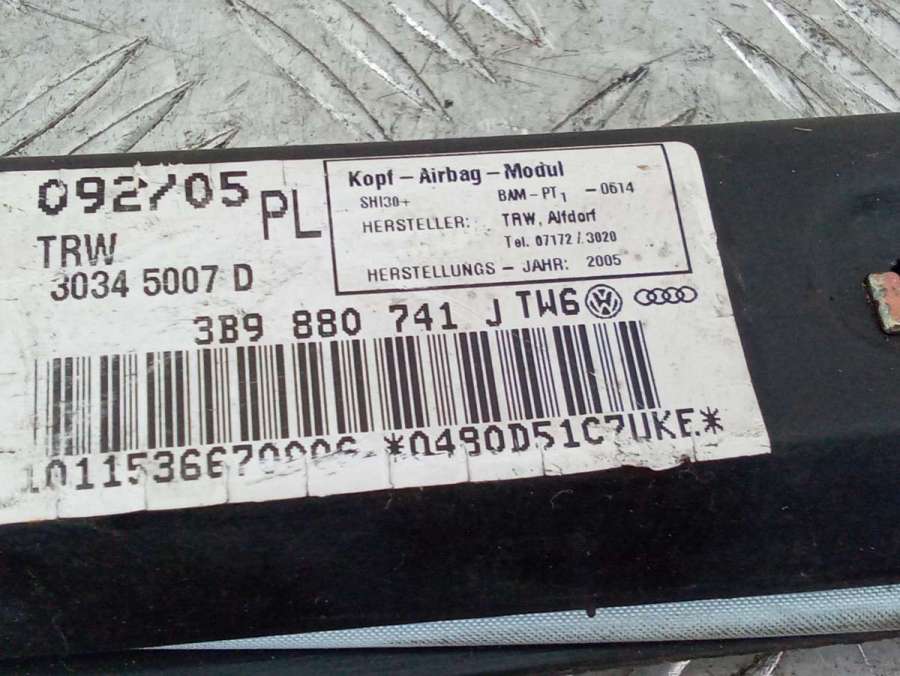 092/05 PL
TRW
3034 5007 D
Kopf-Airbag-Modul
SHI30+ BAM-PT1 -0614
HERSTELLER: TRW, Alfdorf
Tel. 07172/3020
HERSTELLUNGS-JAHR: 2005
3B9 880 741 J TW6
*0480D51C7UKE*